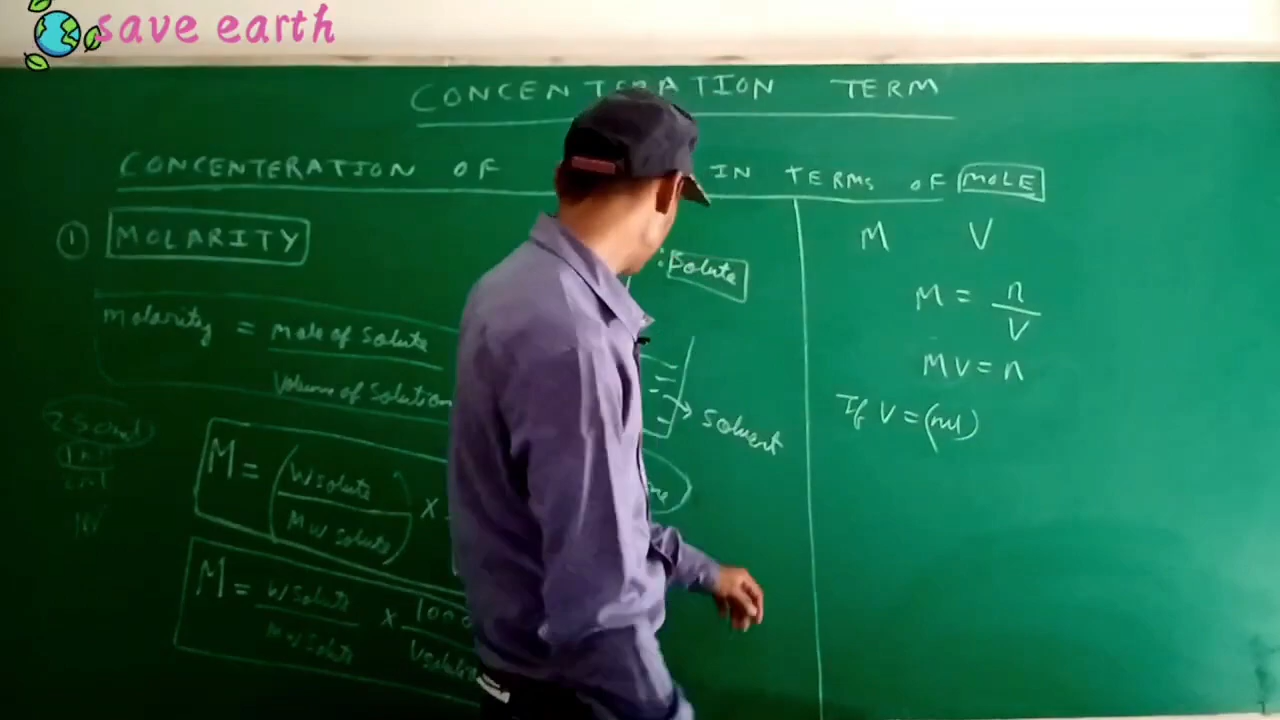 save earth
CONCENTERATION TERM
CONCENTERATION OF IN TERMS OF MOLE
① MOLARITY
: Solute
Molarity = Mole of Solute
Volume of Solution
Solvent
M = (W Solute
Mw Solute) ×
M = W Solute
Mw Solute × 1000
V Solution
M V
M = n
V
MV = n
If V = (ml)